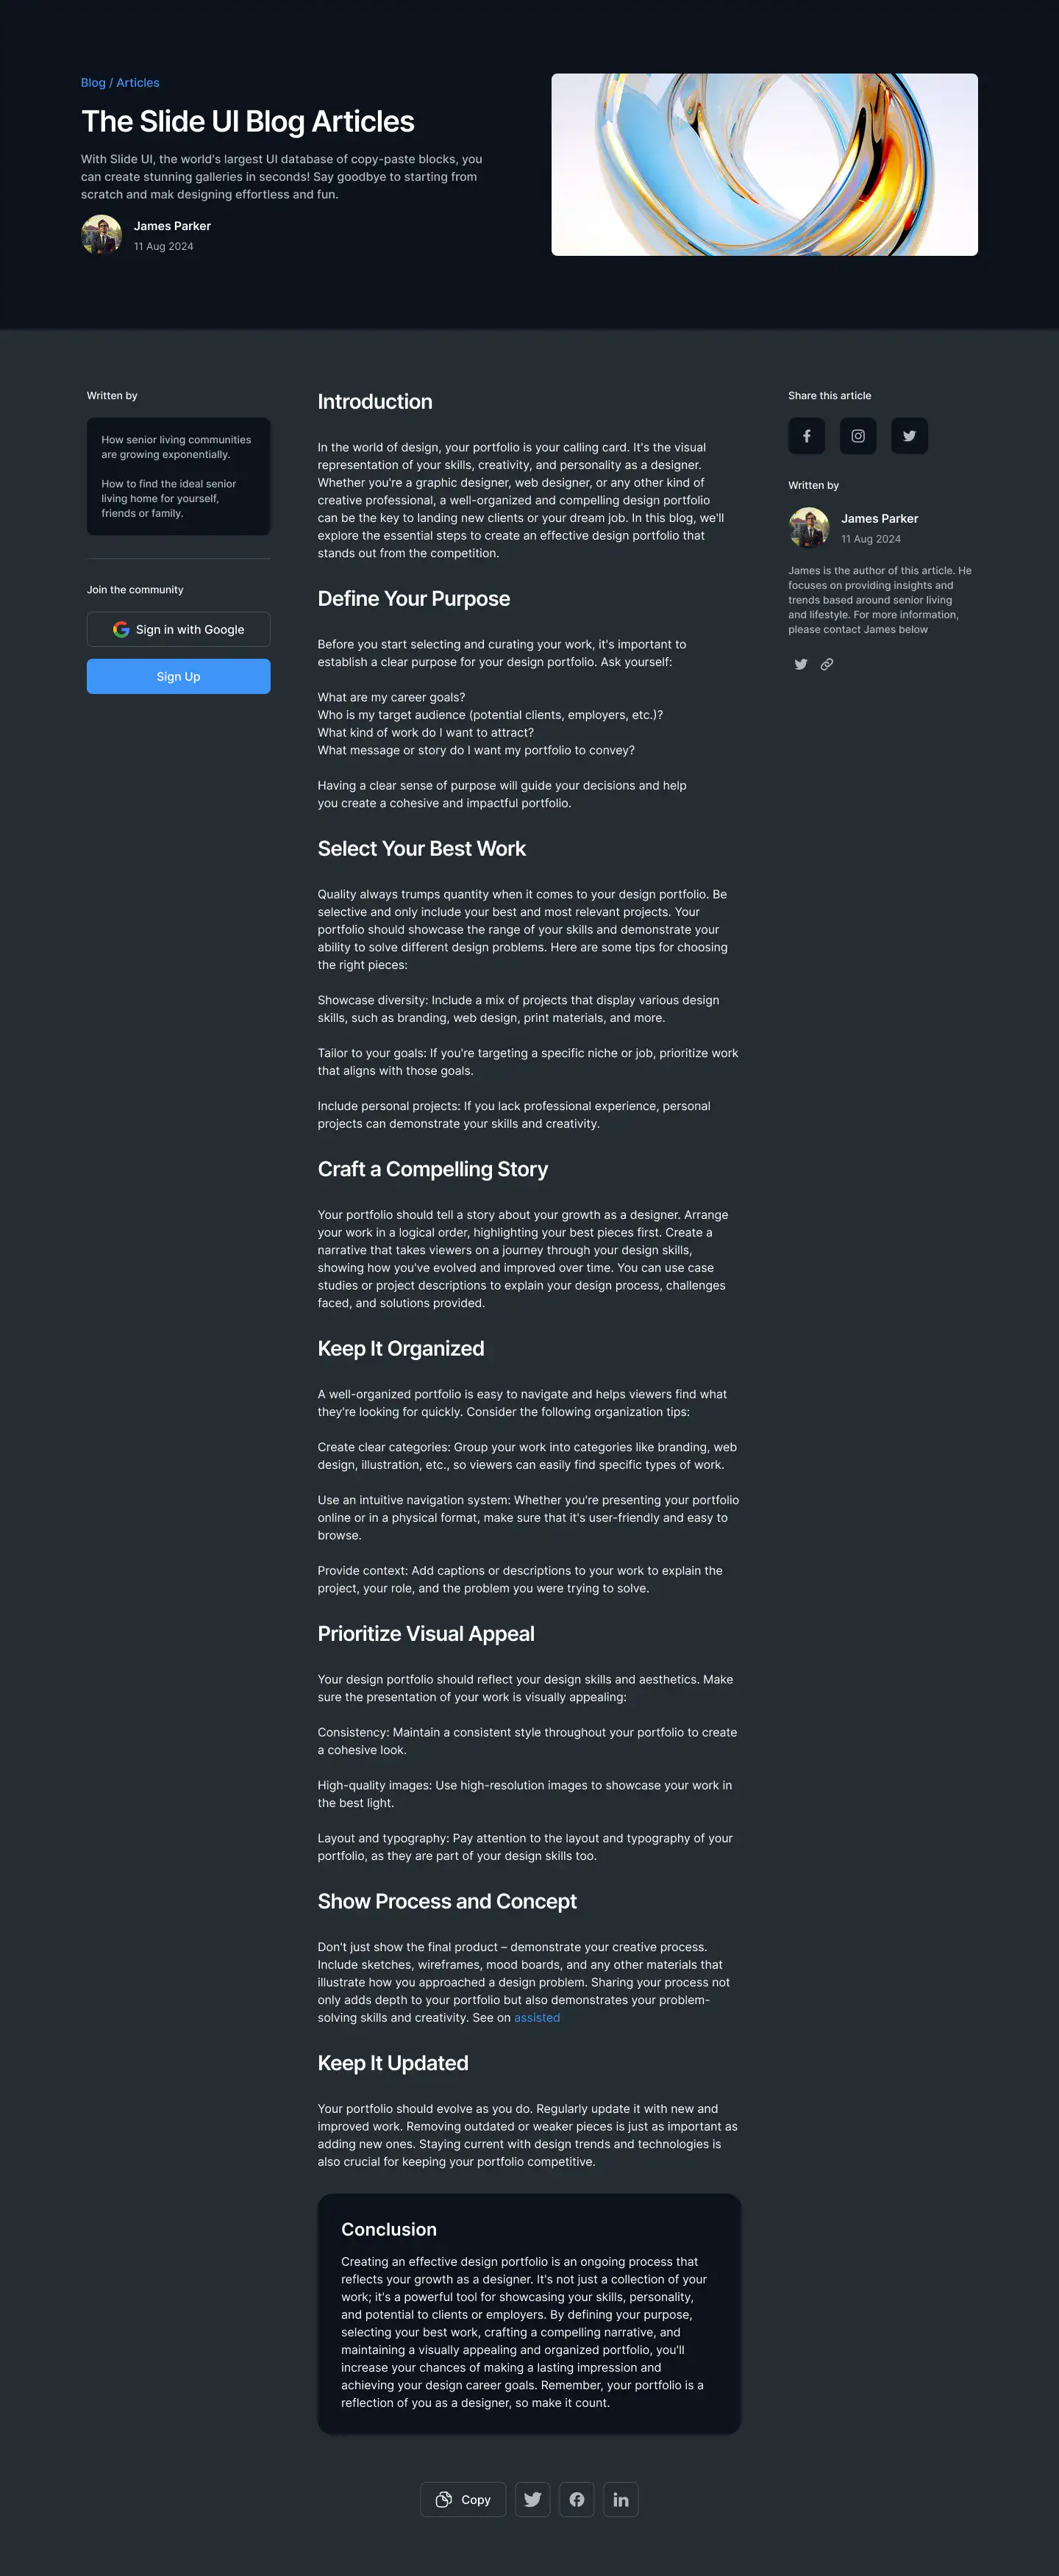 Blog / Articles
The Slide UI Blog Articles
With Slide UI, the world's largest UI database of copy-paste blocks, you
can create stunning galleries in seconds! Say goodbye to starting from
scratch and mak designing effortless and fun.
James Parker
11 Aug 2024
Written by
How senior living communities
are growing exponentially.
How to find the ideal senior
living home for yourself,
friends or family.
Join the community
Sign in with Google
Sign Up
Introduction
In the world of design, your portfolio is your calling card. It's the visual
representation of your skills, creativity, and personality as a designer.
Whether you're a graphic designer, web designer, or any other kind of
creative professional, a well-organized and compelling design portfolio
can be the key to landing new clients or your dream job. In this blog, we'll
explore the essential steps to create an effective design portfolio that
stands out from the competition.
Define Your Purpose
Before you start selecting and curating your work, it's important to
establish a clear purpose for your design portfolio. Ask yourself:
What are my career goals?
Who is my target audience (potential clients, employers, etc.)?
What kind of work do I want to attract?
What message or story do I want my portfolio to convey?
Having a clear sense of purpose will guide your decisions and help
you create a cohesive and impactful portfolio.
Select Your Best Work
Quality always trumps quantity when it comes to your design portfolio. Be
selective and only include your best and most relevant projects. Your
portfolio should showcase the range of your skills and demonstrate your
ability to solve different design problems. Here are some tips for choosing
the right pieces:
Showcase diversity: Include a mix of projects that display various design
skills, such as branding, web design, print materials, and more.
Tailor to your goals: If you're targeting a specific niche or job, prioritize work
that aligns with those goals.
Include personal projects: If you lack professional experience, personal
projects can demonstrate your skills and creativity.
Craft a Compelling Story
Your portfolio should tell a story about your growth as a designer. Arrange
your work in a logical order, highlighting your best pieces first. Create a
narrative that takes viewers on a journey through your design skills,
showing how you've evolved and improved over time. You can use case
studies or project descriptions to explain your design process, challenges
faced, and solutions provided.
Keep It Organized
A well-organized portfolio is easy to navigate and helps viewers find what
they're looking for quickly. Consider the following organization tips:
Create clear categories: Group your work into categories like branding, web
design, illustration, etc., so viewers can easily find specific types of work.
Use an intuitive navigation system: Whether you're presenting your portfolio
online or in a physical format, make sure that it's user-friendly and easy to
browse.
Provide context: Add captions or descriptions to your work to explain the
project, your role, and the problem you were trying to solve.
Prioritize Visual Appeal
Your design portfolio should reflect your design skills and aesthetics. Make
sure the presentation of your work is visually appealing:
Consistency: Maintain a consistent style throughout your portfolio to create
a cohesive look.
High-quality images: Use high-resolution images to showcase your work in
the best light.
Layout and typography: Pay attention to the layout and typography of your
portfolio, as they are part of your design skills too.
Show Process and Concept
Don't just show the final product – demonstrate your creative process.
Include sketches, wireframes, mood boards, and any other materials that
illustrate how you approached a design problem. Sharing your process not
only adds depth to your portfolio but also demonstrates your problem-
solving skills and creativity. See on assisted
Keep It Updated
Your portfolio should evolve as you do. Regularly update it with new and
improved work. Removing outdated or weaker pieces is just as important as
adding new ones. Staying current with design trends and technologies is
also crucial for keeping your portfolio competitive.
Conclusion
Creating an effective design portfolio is an ongoing process that
reflects your growth as a designer. It's not just a collection of your
work; it's a powerful tool for showcasing your skills, personality,
and potential to clients or employers. By defining your purpose,
selecting your best work, crafting a compelling narrative, and
maintaining a visually appealing and organized portfolio, you'll
increase your chances of making a lasting impression and
achieving your design career goals. Remember, your portfolio is a
reflection of you as a designer, so make it count.
Copy
Share this article
Written by
James Parker
11 Aug 2024
James is the author of this article. He
focuses on providing insights and
trends based around senior living
and lifestyle. For more information,
please contact James below